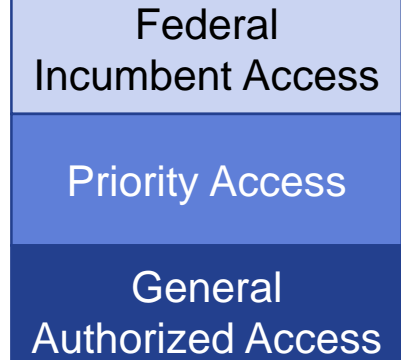 Federal
Incumbent Access
Priority Access
General
Authorized Access